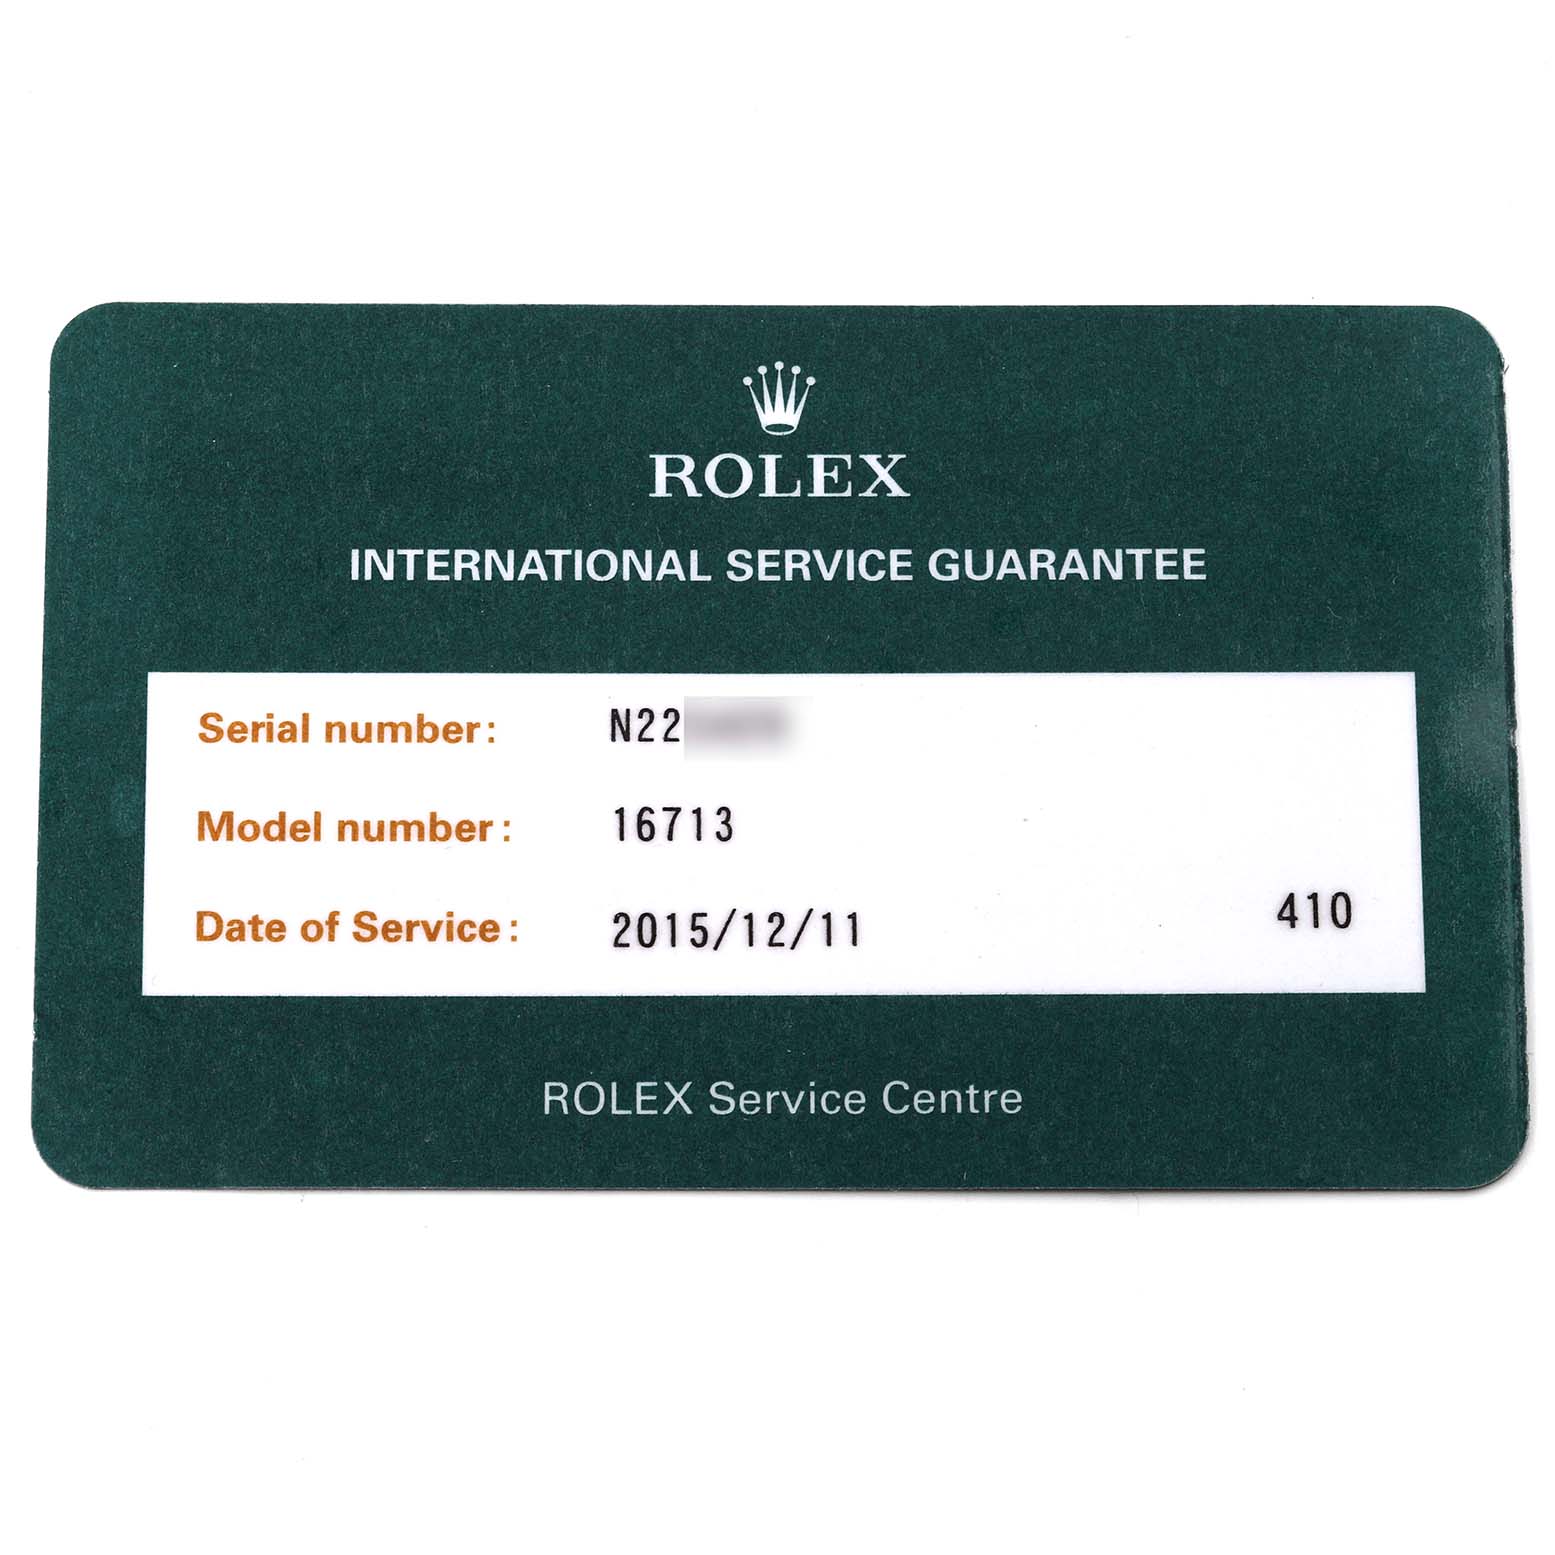 ROLEX
INTERNATIONAL SERVICE GUARANTEE
Serial number: N22
Model number: 16713
Date of Service: 2015/12/11 410
ROLEX Service Centre